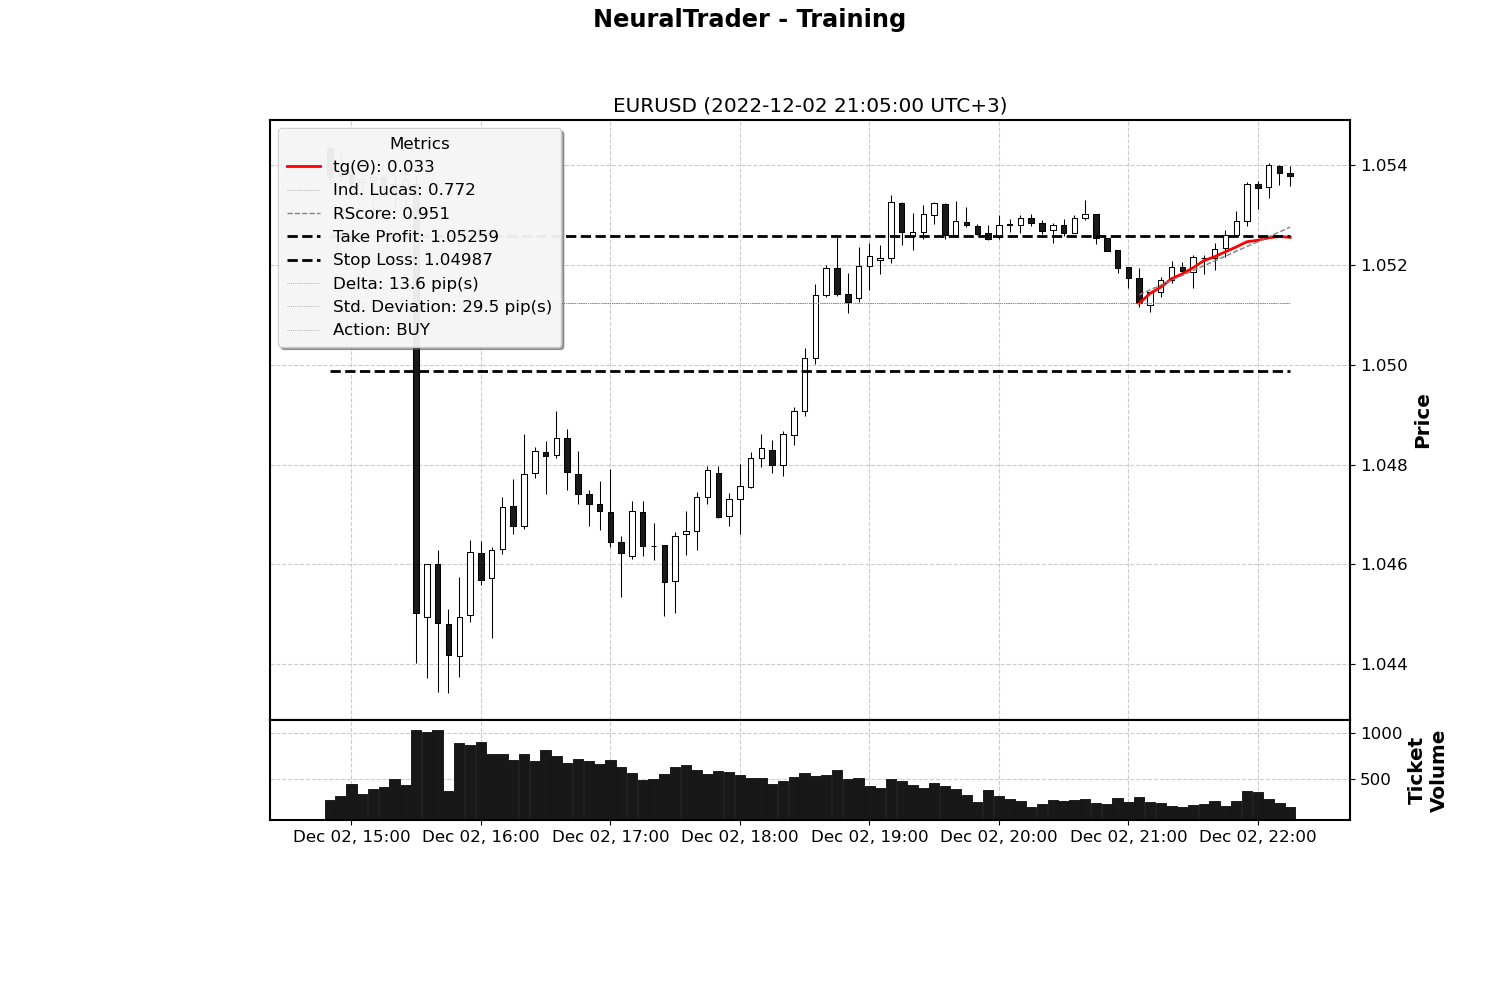 NeuralTrader - Training
EURUSD (2022-12-02 21:05:00 UTC+3)
Metrics
tg(Θ): 0.033
Ind. Lucas: 0.772
RScore: 0.951
Take Profit: 1.05259
Stop Loss: 1.04987
Delta: 13.6 pip(s)
Std. Deviation: 29.5 pip(s)
Action: BUY
1.054
1.052
1.050
1.048
1.046
1.044
Price
1000
500
Ticket
Volume
Dec 02, 15:00 Dec 02, 16:00 Dec 02, 17:00 Dec 02, 18:00 Dec 02, 19:00 Dec 02, 20:00 Dec 02, 21:00 Dec 02, 22:00